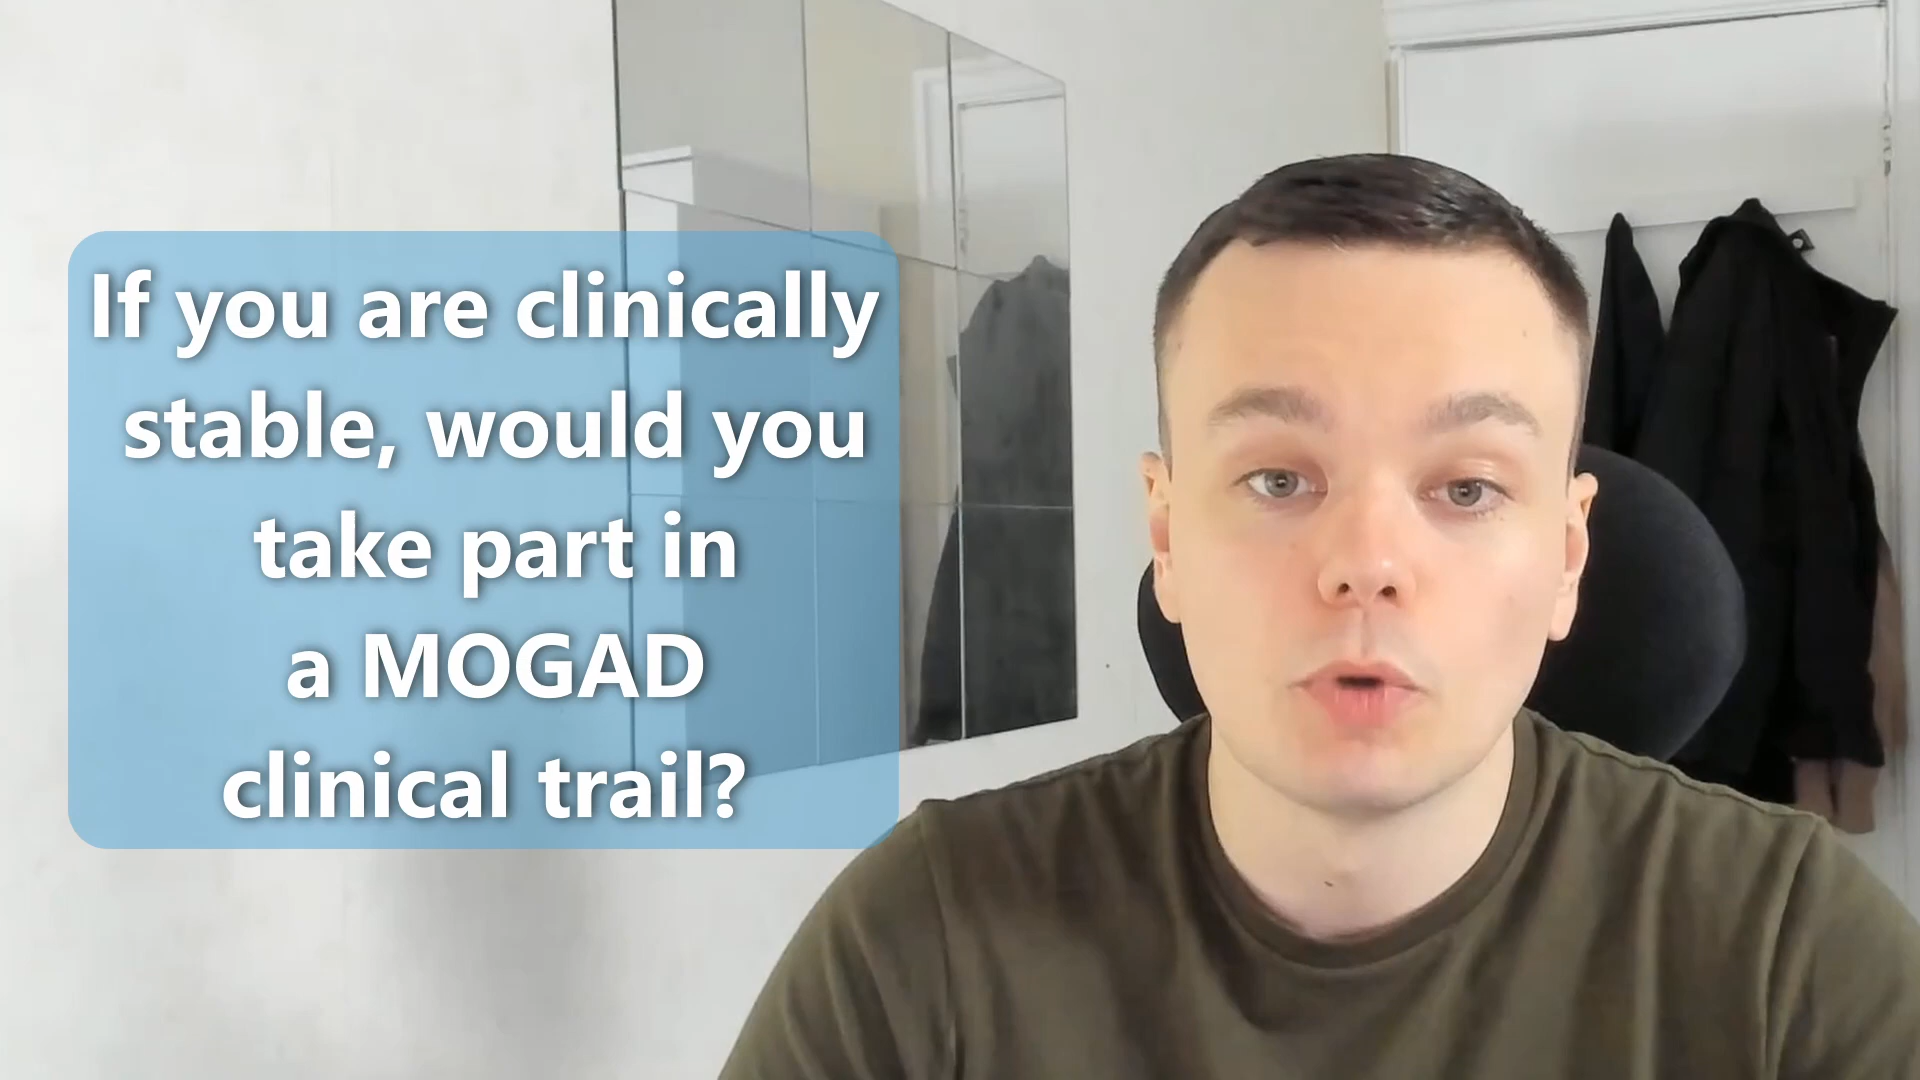 If you are clinically
stable, would you
take part in
a MOGAD
clinical trail?